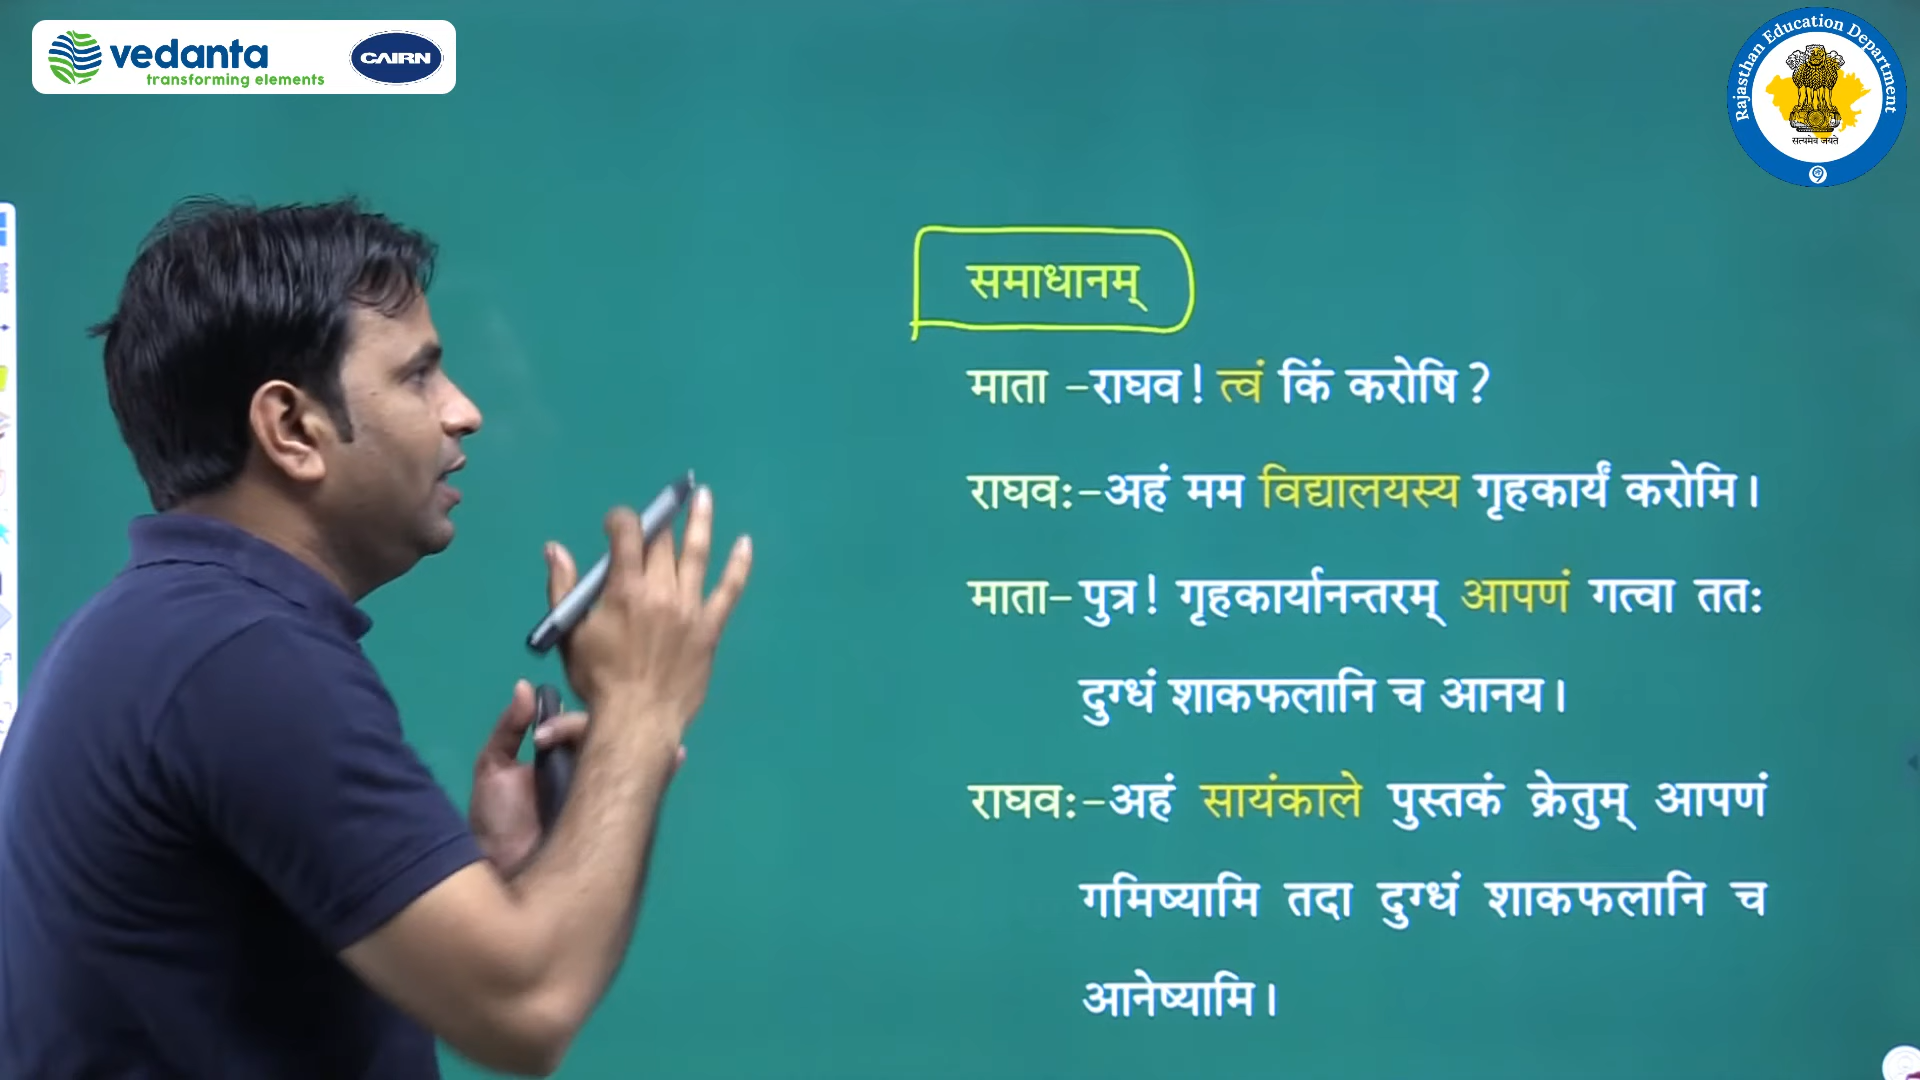 vedanta
transforming elements
CAIRN
Rajasthan Education Department
सत्यमेव जयते
समाधानम्
माता –राघव! त्वं किं करोषि?
राघवः–अहं मम विद्यालयस्य गृहकार्यं करोमि।
माता– पुत्र! गृहकार्यानन्तरम् आपणं गत्वा ततः
दुग्धं शाकफलानि च आनय।
राघवः–अहं सायंकाले पुस्तकं क्रेतुम् आपणं
गमिष्यामि तदा दुग्धं शाकफलानि च
आनेष्यामि।